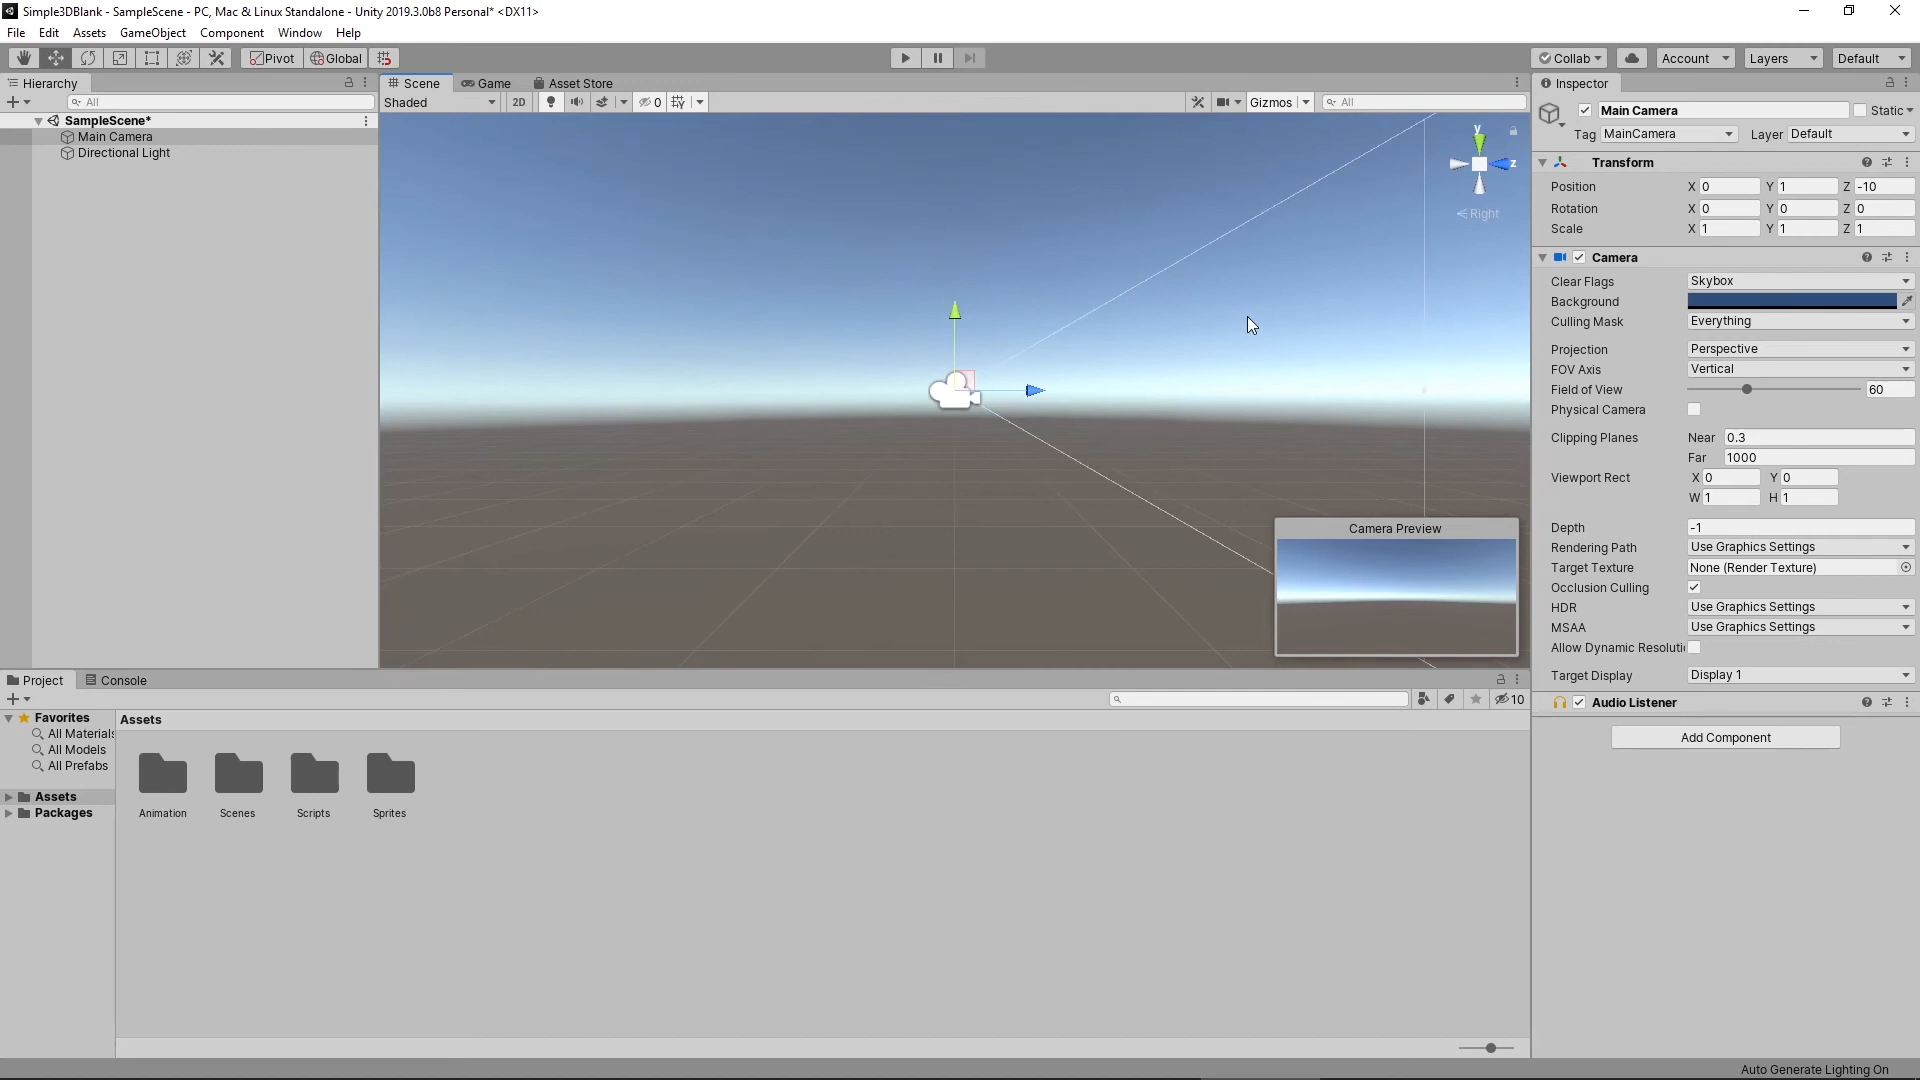 Simple3DBlank - SampleScene - PC, Mac & Linux Standalone - Unity 2019.3.0b8 Personal* <DX11>
File Edit Assets GameObject Component Window Help
Pivot Global Collab Account Layers Default
Hierarchy
All
SampleScene*
Main Camera
Directional Light
Scene Game Asset Store
Shaded 2D 0 Gizmos All
y
z
Right
Camera Preview
Inspector
Main Camera Static
Tag MainCamera Layer Default
Transform
Position X 0 Y 1 Z -10
Rotation X 0 Y 0 Z 0
Scale X 1 Y 1 Z 1
Camera
Clear Flags Skybox
Background
Culling Mask Everything
Projection Perspective
FOV Axis Vertical
Field of View 60
Physical Camera
Clipping Planes Near 0.3
Far 1000
Viewport Rect X 0 Y 0
W 1 H 1
Depth -1
Rendering Path Use Graphics Settings
Target Texture None (Render Texture)
Occlusion Culling
HDR Use Graphics Settings
MSAA Use Graphics Settings
Allow Dynamic Resoluti
Target Display Display 1
Audio Listener
Add Component
Project Console
10
Favorites
All Materials
All Models
All Prefabs
Assets
Packages
Assets
Animation Scenes Scripts Sprites
Auto Generate Lighting On